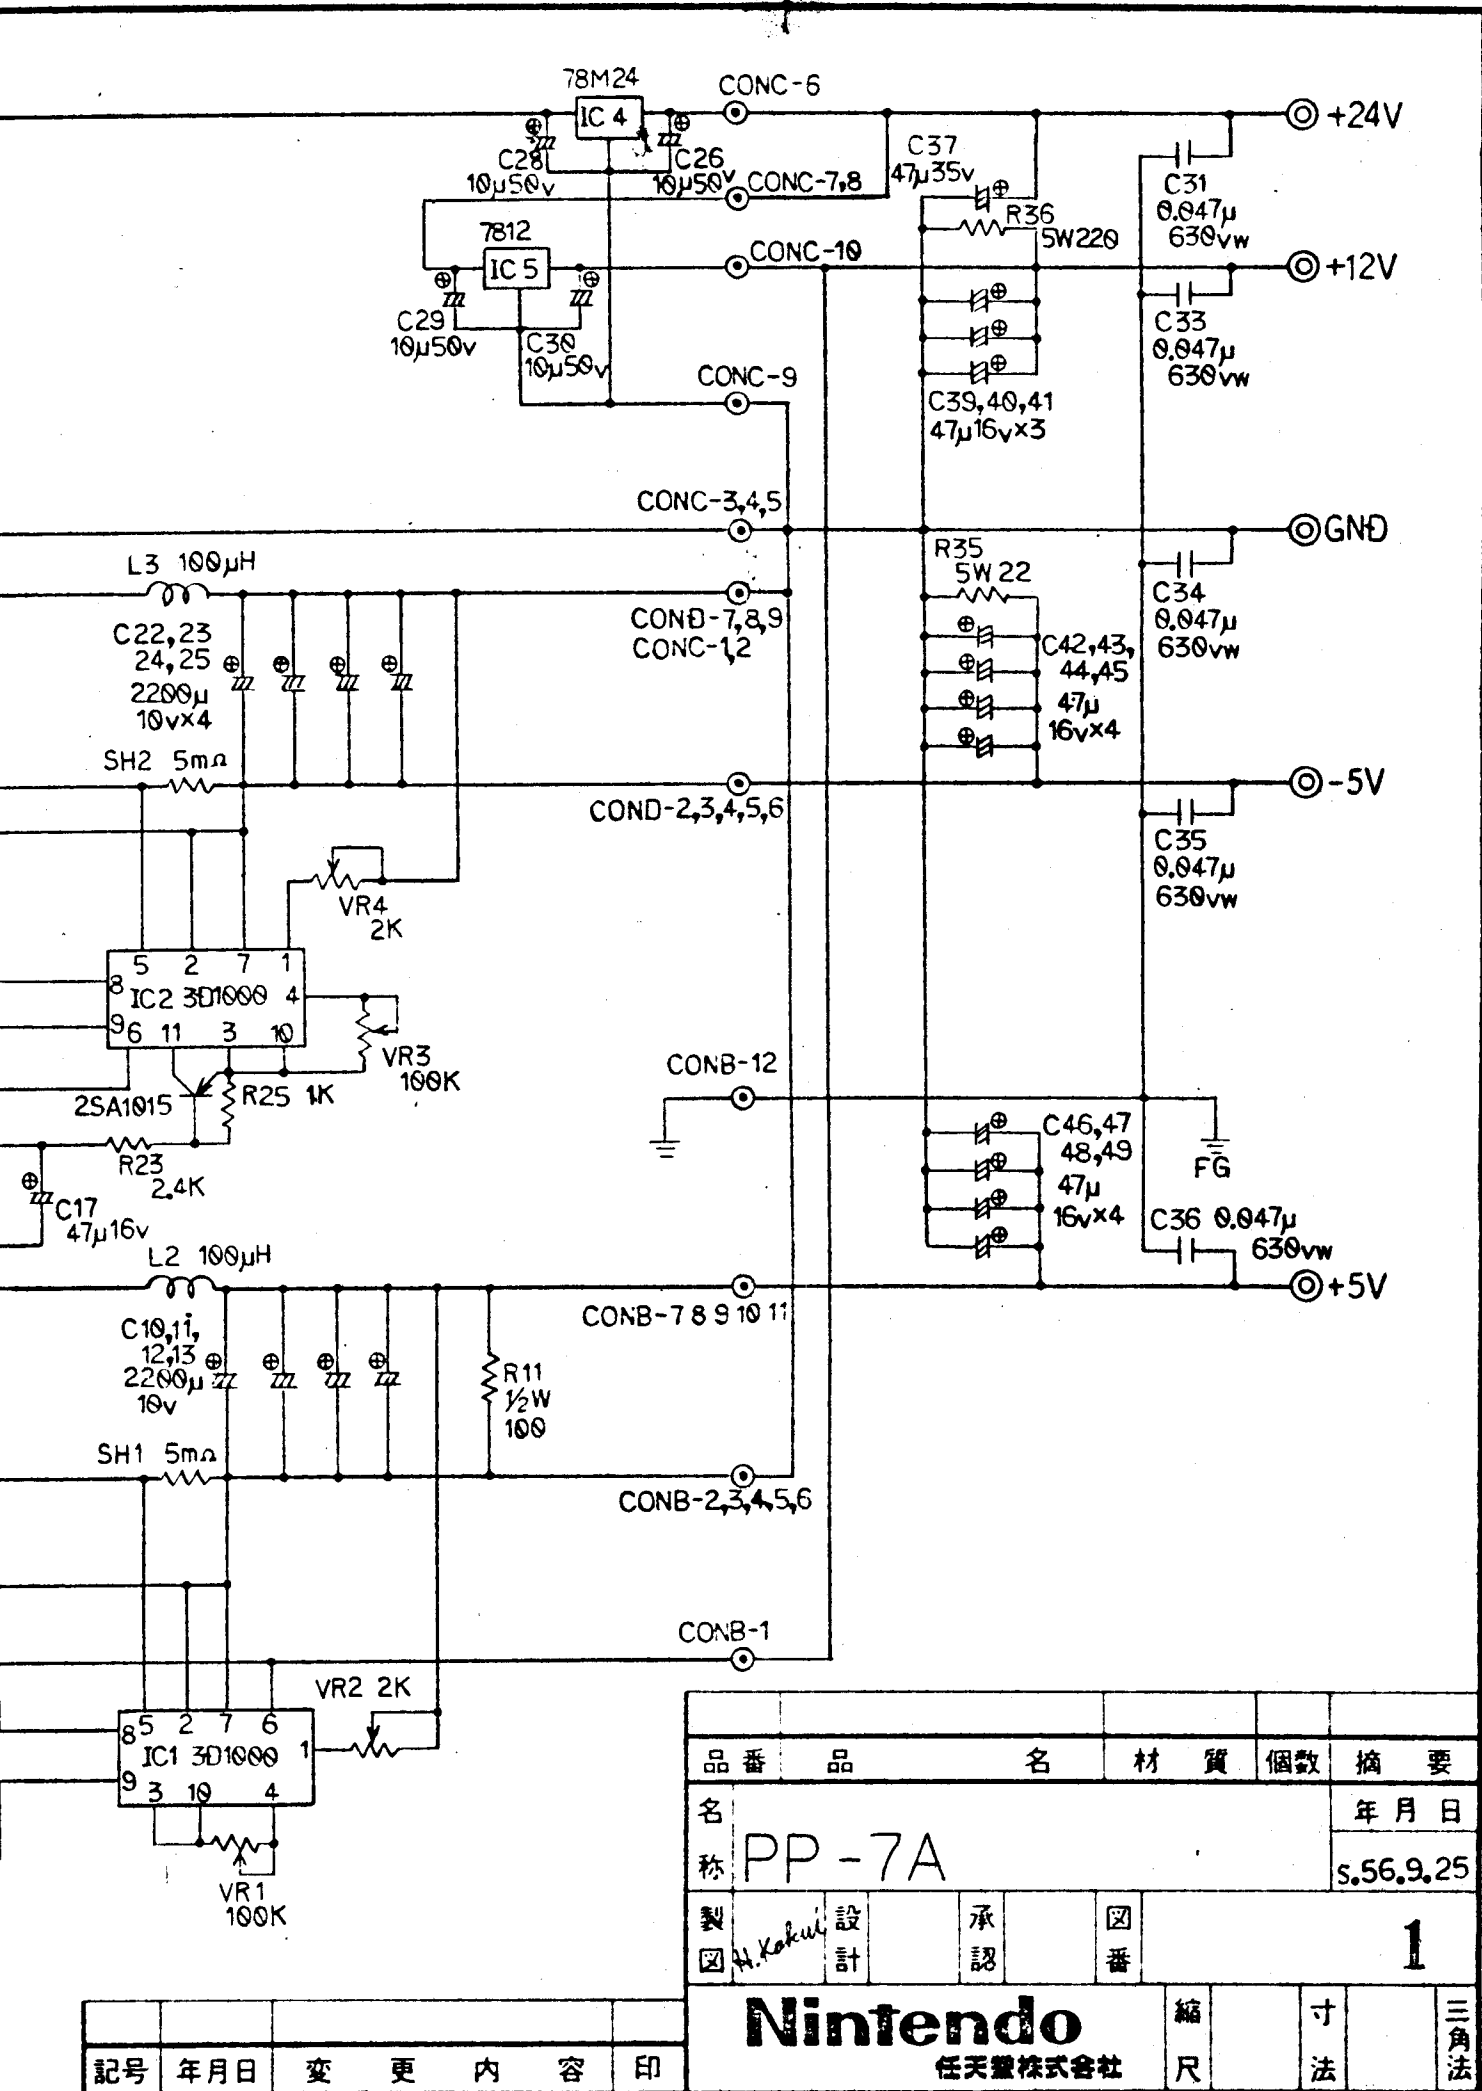 78M24
IC 4
CONC-6
+24V
C28
10μ50v
C26
10μ50v
CONC-7,8
C37
47μ35v
R36
5W220
C31
0.047μ
630vw
7812
IC 5
CONC-10
+12V
C29
10μ50v
C30
10μ50v
C33
0.047μ
630vw
CONC-9
C39,40,41
47μ16v×3
CONC-3,4,5
GND
L3 100μH
R35
5W 22
C34
0.047μ
630vw
COND-7,8,9
CONC-1,2
C22,23
24,25
2200μ
10v×4
C42,43,
44,45
47μ
16v×4
SH2 5mΩ
COND-2,3,4,5,6
-5V
C35
0.047μ
630vw
VR4
2K
5 2 7 1
8 IC2 3D1000 4
9 6 11 3 10
VR3
100K
2SA1015
R25 1K
R23
2.4K
C17
47μ16v
CONB-12
FG
C46,47
48,49
47μ
16v×4
C36 0.047μ
630vw
L2 100μH
+5V
CONB-7 8 9 10 11
C10,11,
12,13
2200μ
10v
R11
½W
100
SH1 5mΩ
CONB-2,3,4,5,6
CONB-1
VR2 2K
8 5 2 7 6
IC1 3D1000 1
9 3 10 4
VR1
100K
品番 品名 材質 個数 摘要
名称 PP-7A
年月日
S.56.9.25
製図 H.Kakui 設計 承認 図番 1
Nintendo
任天堂株式会社
縮尺 寸法 三角法
記号 年月日 変更内容 印